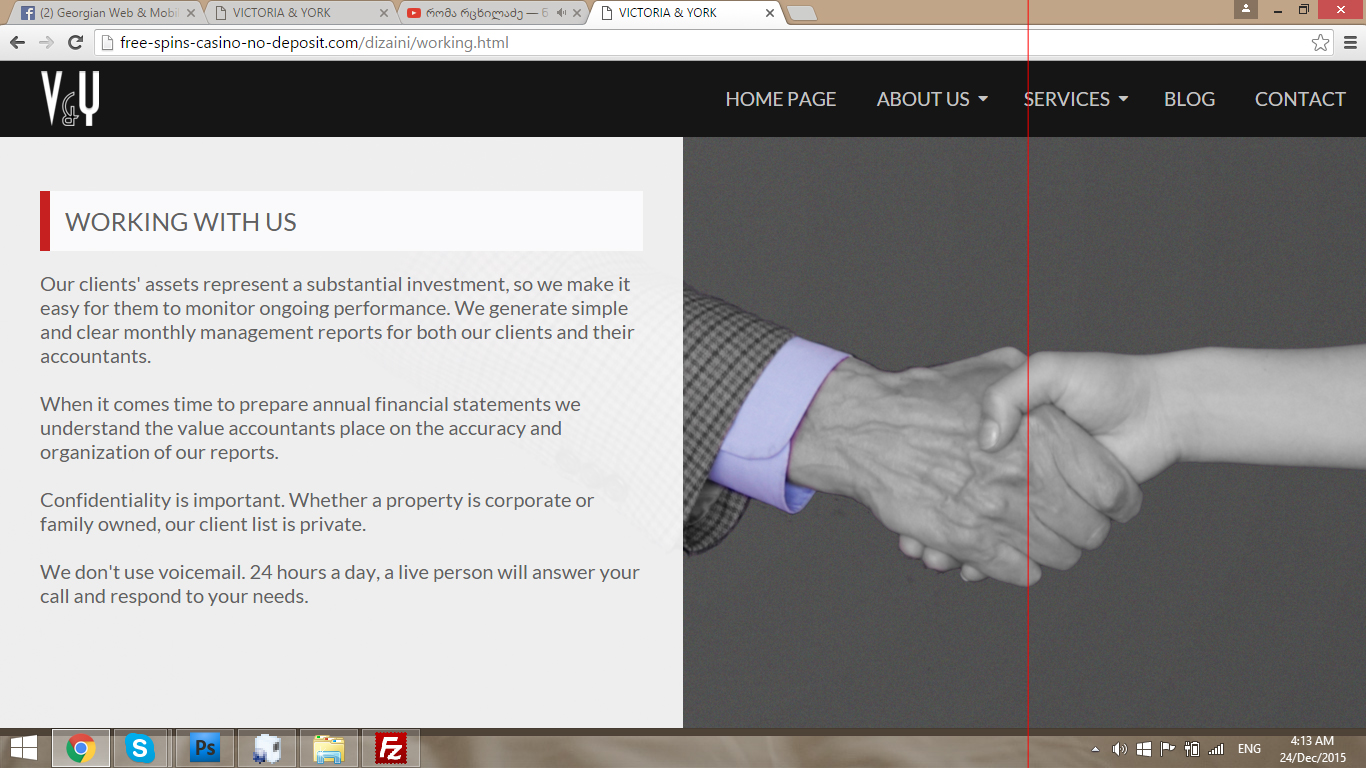 (2) Georgian Web & Mobi
VICTORIA & YORK
რომა რცხილაძე — 6
VICTORIA & YORK
free-spins-casino-no-deposit.com/dizaini/working.html
V&Y
HOME PAGE
ABOUT US
SERVICES
BLOG
CONTACT
WORKING WITH US
Our clients' assets represent a substantial investment, so we make it
easy for them to monitor ongoing performance. We generate simple
and clear monthly management reports for both our clients and their
accountants.
When it comes time to prepare annual financial statements we
understand the value accountants place on the accuracy and
organization of our reports.
Confidentiality is important. Whether a property is corporate or
family owned, our client list is private.
We don't use voicemail. 24 hours a day, a live person will answer your
call and respond to your needs.
S
Ps
Fz
ENG
4:13 AM
24/Dec/2015